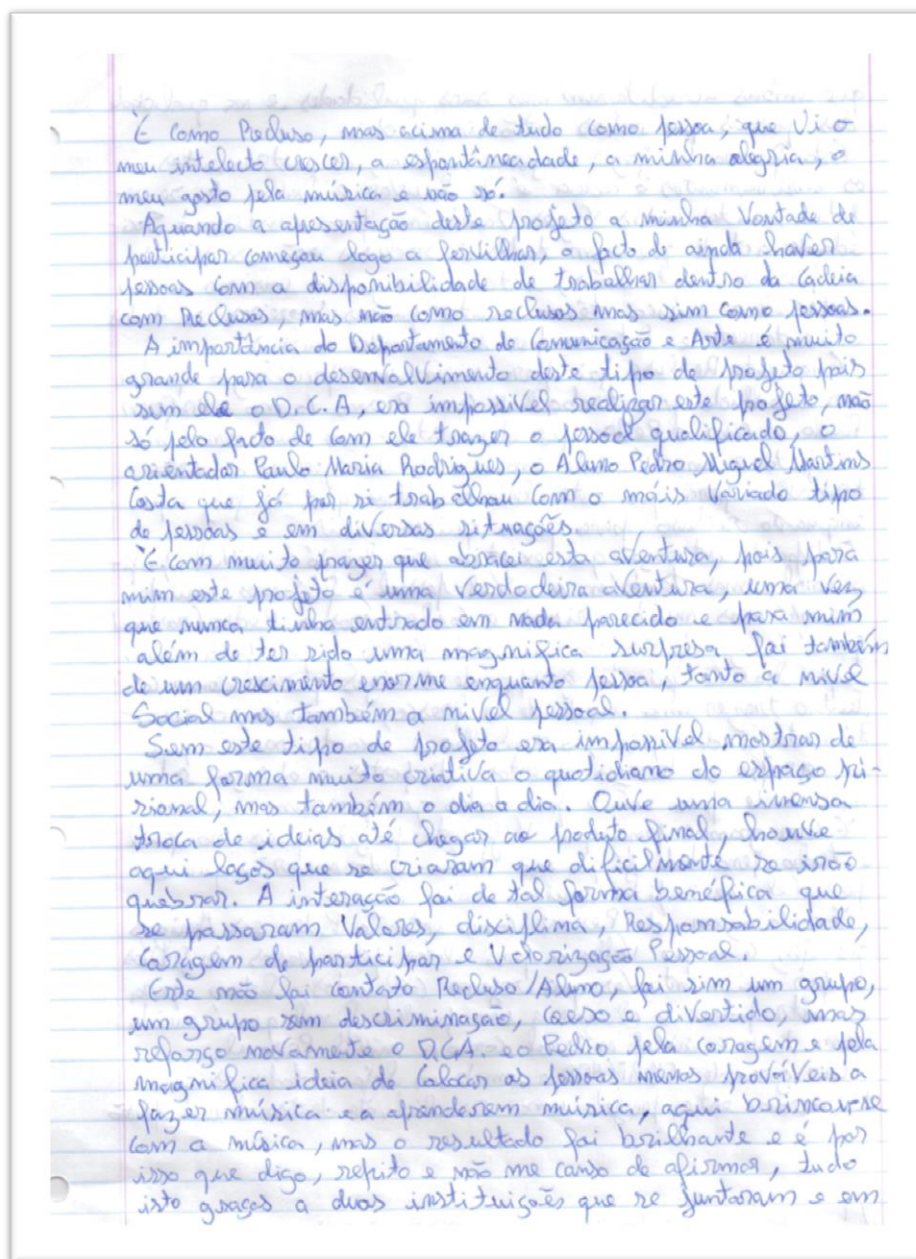 È como Recluso, mas acima de tudo como pessoa, que vi o
meu intelecto crescer, a espontâneadade, a minha alegria, o
meu gosto pela música e não só.
Aquando a apresentação deste projeto a minha Vontade de
participar começou logo a fervilhar, o facto de ainda haver
pessoas com a disponibilidade de trabalhar dentro da cadeia
com Reclusos, mas não como reclusos mas sim como pessoas.
A importância do Departamento de Comunicação e Arte é muito
grande para o desenvolvimento deste tipo de projeto pois
sem ele o D.C.A, era impossivel realizar este projeto, não
só pelo facto de com ele trazer o pessoal qualificado, o
orientador Paulo Maria Rodrigues, o Aluno Pedro Miguel Martins
Costa que já por si trabalhou com o máis variado tipo
de pessoas e em diversas situações.
È com muito prazer que abracei esta aventura, pois para
mim este projeto é uma Verdadeira aventura, uma vez
que nunca tinha entrado em nada parecido e para mim
além de ter sido uma magnifica surpresa foi também
de um crescimento enorme enquanto pessoa, tanto a nivel
Social mas também a nivel pessoal.
Sem este tipo de projeto era impossivel mostrar de
uma forma muito criativa o quotidiano do espaço pri-
sional, mas também o dia a dia. Ouve uma imensa
troca de ideias até chegar ao produto final, houve
aqui laços que se criaram que dificilmente se irão
quebrar. A interação foi de tal forma benéfica que
se passaram Valores, disciplina, Responsabilidade,
Coragem de participar e Valorização Pessoal.
Este não foi contato Recluso/Aluno, foi sim um grupo,
um grupo sem descriminação, coeso e divertido, mas
reforço novamente o D.C.A. e o Pedro pela coragem e pela
magnifica ideia de Colocar as pessoas menos prováveis a
fazer música e a aprenderem música, aqui brincou-se
com a música, mas o resultado foi brilhante e é por
isso que digo, repito e não me canso de afirmar, tudo
isto graças a duas instituições que se juntaram e em